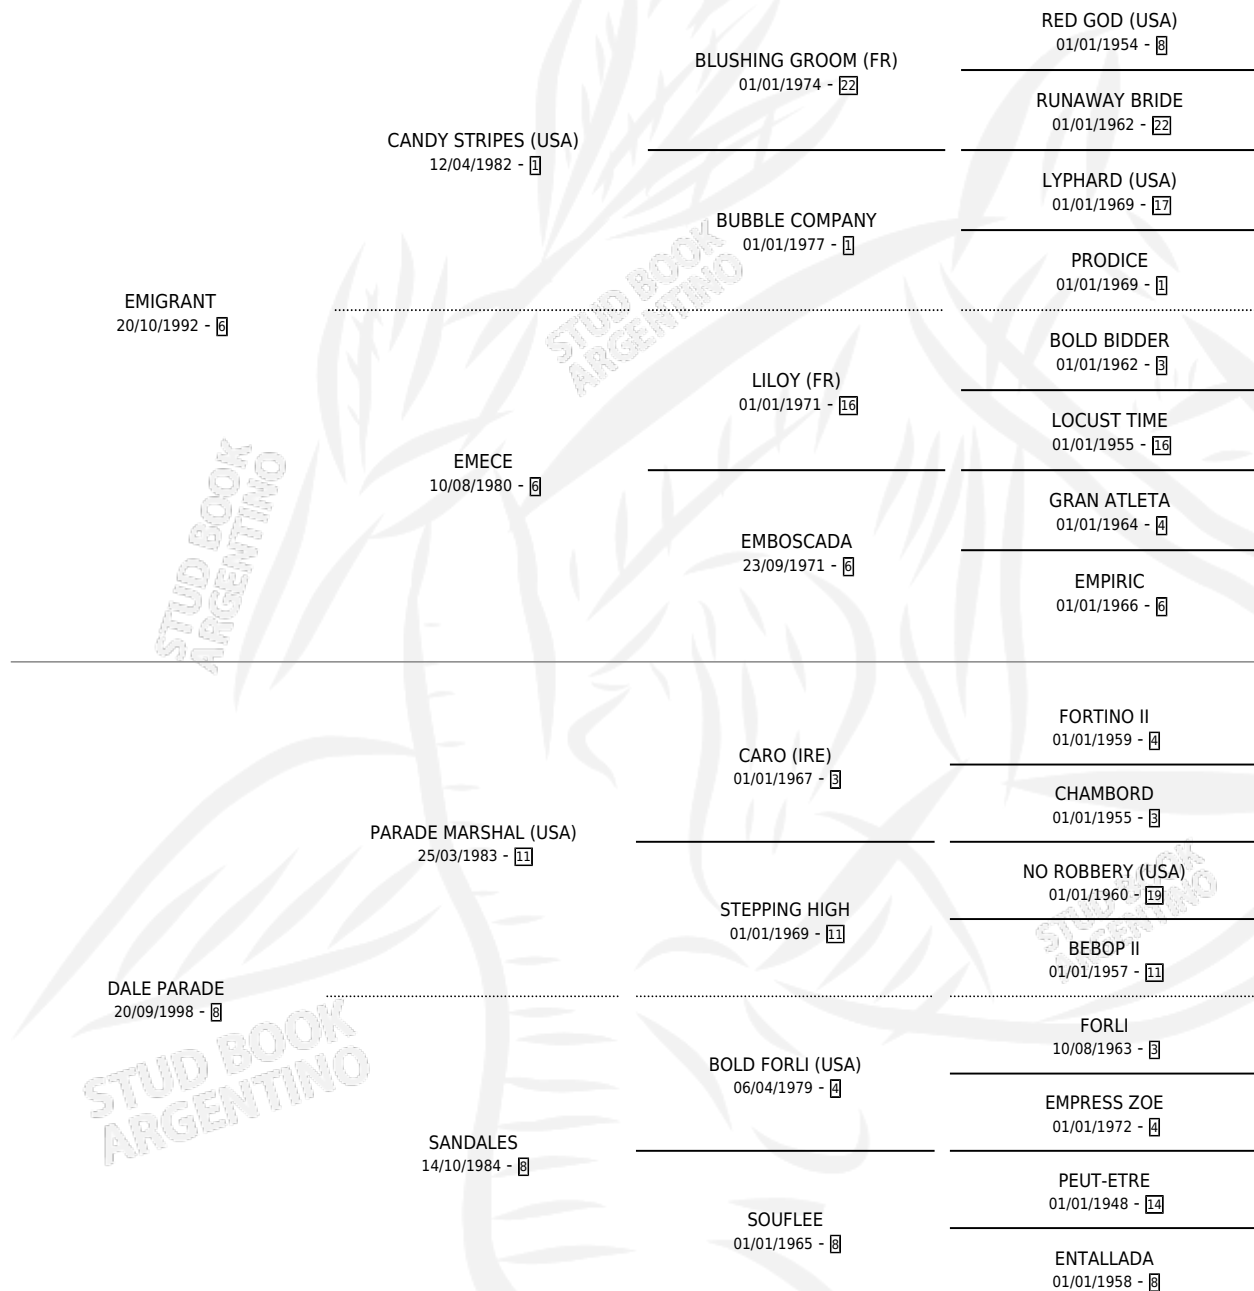 EMIGRANT
20/10/1992 - 6
CANDY STRIPES (USA)
12/04/1982 - 1
BLUSHING GROOM (FR)
01/01/1974 - 22
RED GOD (USA)
01/01/1954 - 8
RUNAWAY BRIDE
01/01/1962 - 22
BUBBLE COMPANY
01/01/1977 - 1
LYPHARD (USA)
01/01/1969 - 17
PRODICE
01/01/1969 - 1
EMECE
10/08/1980 - 6
LILOY (FR)
01/01/1971 - 16
BOLD BIDDER
01/01/1962 - 3
LOCUST TIME
01/01/1955 - 16
EMBOSCADA
23/09/1971 - 6
GRAN ATLETA
01/01/1964 - 4
EMPIRIC
01/01/1966 - 6
DALE PARADE
20/09/1998 - 8
PARADE MARSHAL (USA)
25/03/1983 - 11
CARO (IRE)
01/01/1967 - 3
FORTINO II
01/01/1959 - 4
CHAMBORD
01/01/1955 - 3
STEPPING HIGH
01/01/1969 - 11
NO ROBBERY (USA)
01/01/1960 - 19
BEBOP II
01/01/1957 - 11
SANDALES
14/10/1984 - 8
BOLD FORLI (USA)
06/04/1979 - 4
FORLI
10/08/1963 - 3
EMPRESS ZOE
01/01/1972 - 4
SOUFLEE
01/01/1965 - 8
PEUT-ETRE
01/01/1948 - 14
ENTALLADA
01/01/1958 - 8
STUD BOOK
ARGENTINO
STUD BOOK
ARGENTINO
STUD BOOK
ARGENTINO
STUD BOOK
ARGENTINO